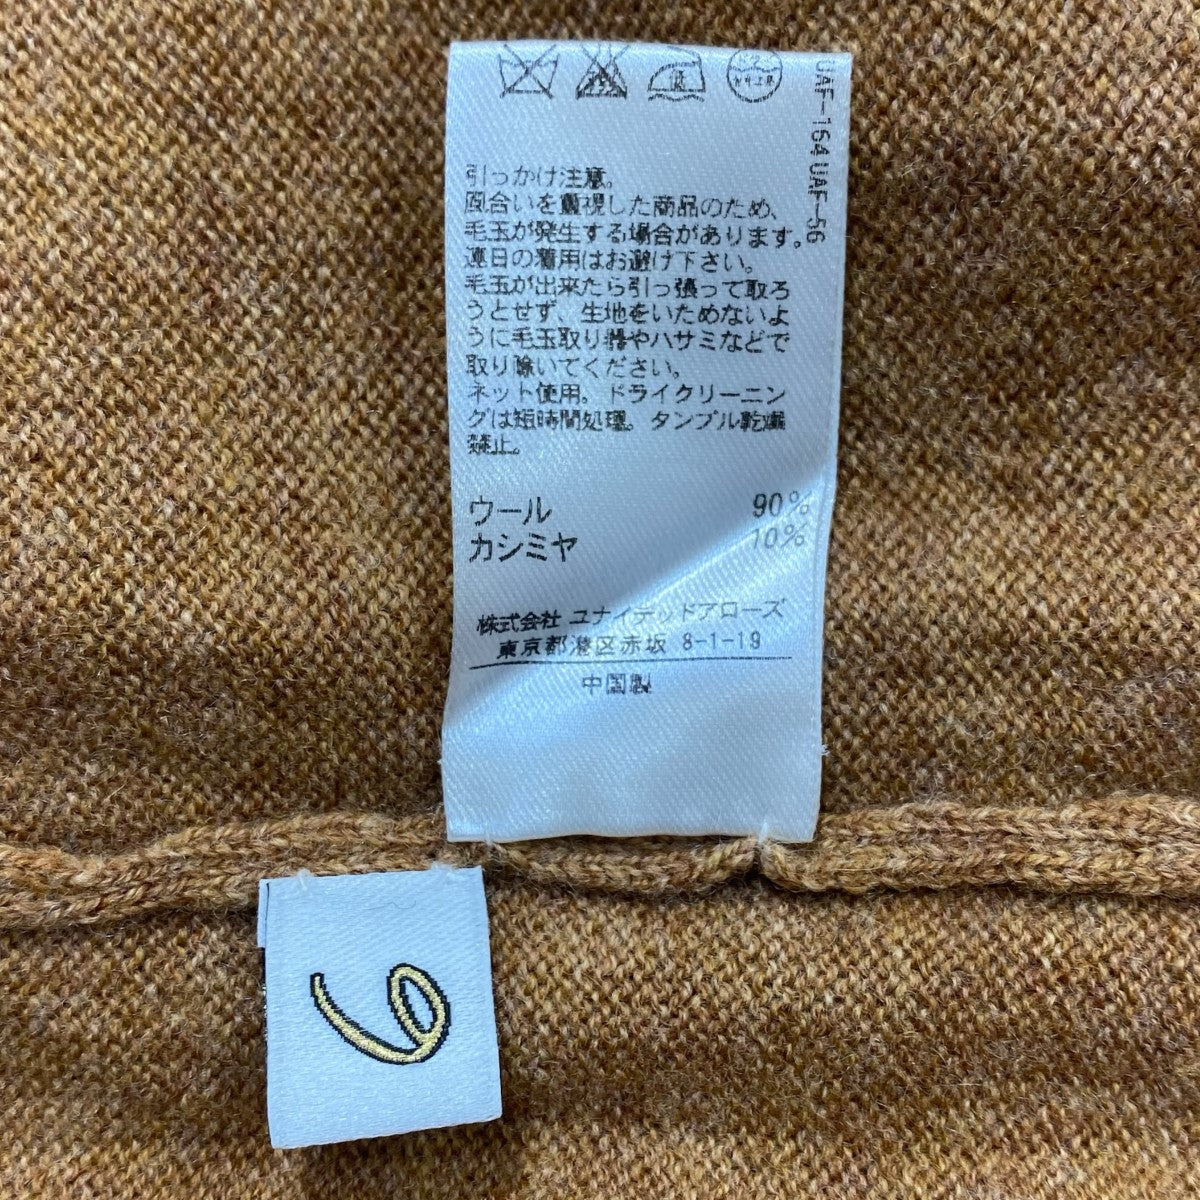 UAF-164UAF-56
引っかけ注意。
風合いを重視した商品のため、
毛玉が発生する場合があります。
連日の着用はお避け下さい。
毛玉が出来たら引っ張って取ろ
うとせず、生地をいためないよ
うに毛玉取り器やハサミなどで
取り除いてください。
ネット使用。ドライクリーニン
グは短時間処理。タンブル乾燥
禁止。
ウール 90%
カシミヤ 10%
株式会社 ユナイテッドアローズ
東京都港区赤坂 8-1-19
中国製
6